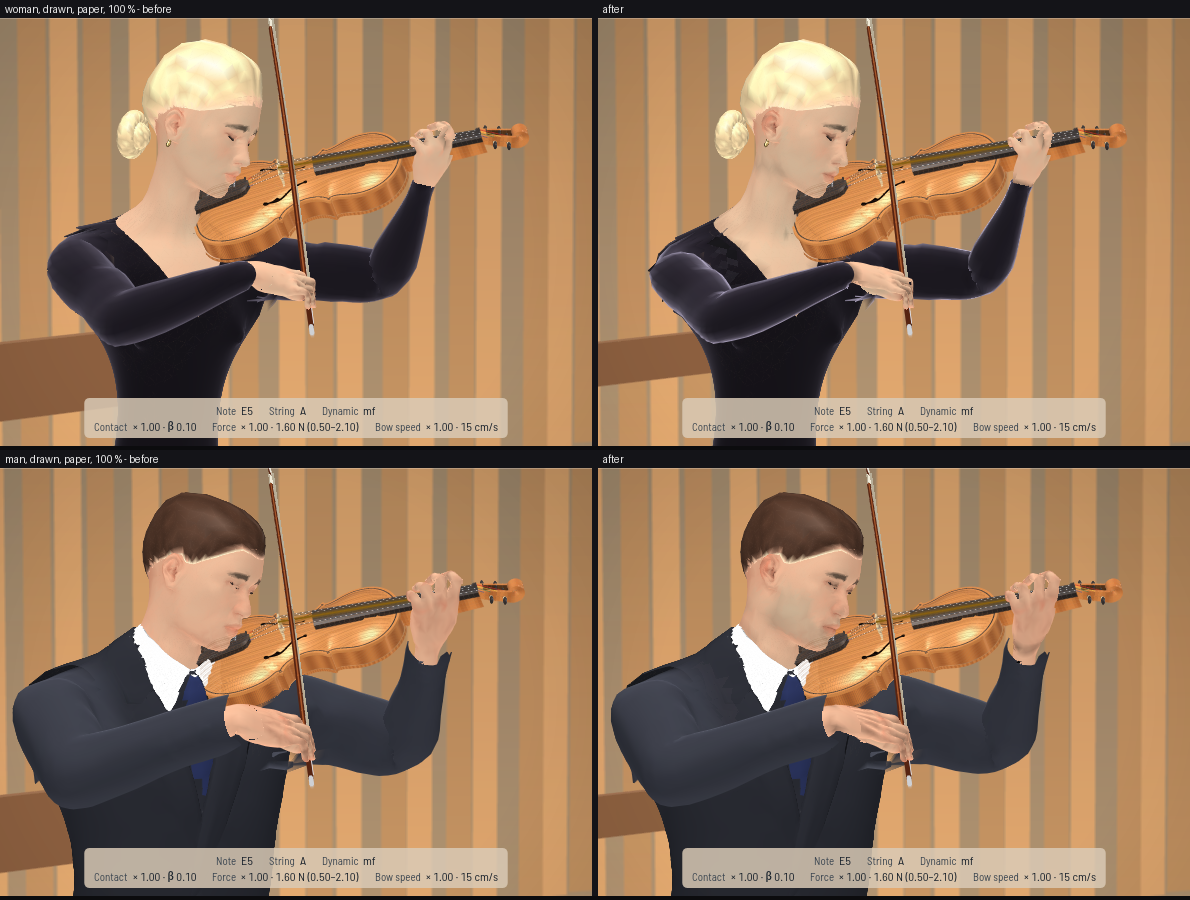 woman, drawn, paper, 100 % - before
after
Note E5 String A Dynamic mf
Contact × 1.00 · β 0.10 Force × 1.00 · 1.60 N (0.50–2.10) Bow speed × 1.00 · 15 cm/s
Note E5 String A Dynamic mf
Contact × 1.00 · β 0.10 Force × 1.00 · 1.60 N (0.50–2.10) Bow speed × 1.00 · 15 cm/s
man, drawn, paper, 100 % - before
after
Note E5 String A Dynamic mf
Contact × 1.00 · β 0.10 Force × 1.00 · 1.60 N (0.50–2.10) Bow speed × 1.00 · 15 cm/s
Note E5 String A Dynamic mf
Contact × 1.00 · β 0.10 Force × 1.00 · 1.60 N (0.50–2.10) Bow speed × 1.00 · 15 cm/s